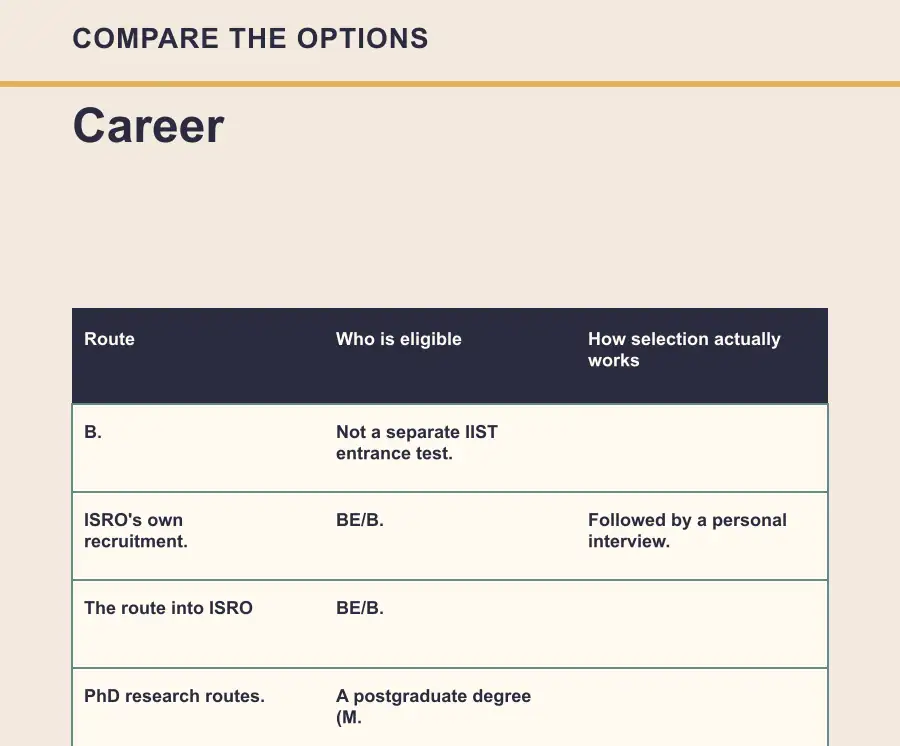 COMPARE THE OPTIONS
Career
Route
Who is eligible
How selection actually
works
B.
Not a separate IIST
entrance test.
ISRO's own
recruitment.
BE/B.
Followed by a personal
interview.
The route into ISRO
BE/B.
PhD research routes.
A postgraduate degree
(M.